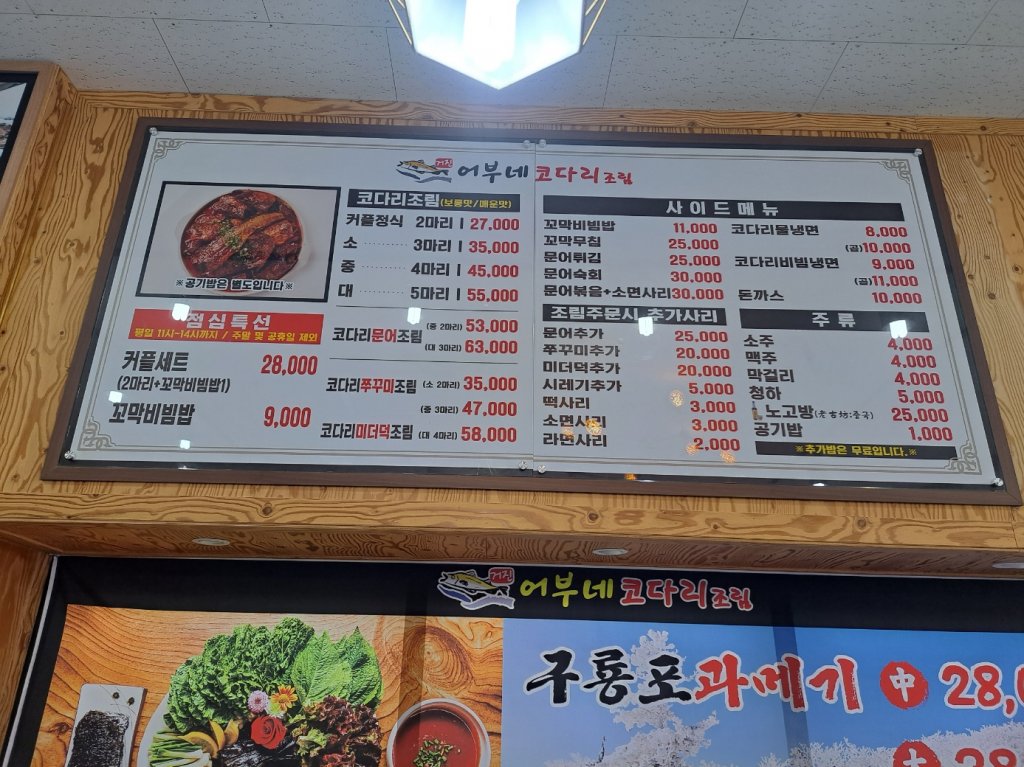 거진 어부네 코다리조림
※공기밥은 별도입니다※
점심특선
평일 11시-14시까지 / 주말 및 공휴일 제외
커플세트 28,000
(2마리+꼬막비빔밥1)
꼬막비빔밥 9,000
코다리조림(보통맛/매운맛)
커플정식 2마리 | 27,000
소 3마리 | 35,000
중 4마리 | 45,000
대 5마리 | 55,000
코다리문어조림 (중 2마리) 53,000
(대 3마리) 63,000
코다리쭈꾸미조림 (소 2마리) 35,000
(중 3마리) 47,000
코다리미더덕조림 (대 4마리) 58,000
사이드메뉴
꼬막비빔밥 11,000
꼬막무침 25,000
문어튀김 25,000
문어숙회 30,000
문어볶음+소면사리 30,000
코다리물냉면 8,000
(곱)10,000
코다리비빔냉면 9,000
(곱)11,000
돈까스 10,000
조림주문시 추가사리
문어추가 25,000
쭈꾸미추가 20,000
미더덕추가 20,000
시레기추가 5,000
떡사리 3,000
소면사리 3,000
라면사리 2,000
주류
소주 4,000
맥주 4,000
막걸리 4,000
청하 5,000
노고방(老古坊:중국) 25,000
공기밥 1,000
※추가밥은 무료입니다.※
거진 어부네 코다리조림
구룡포과메기 中 28,